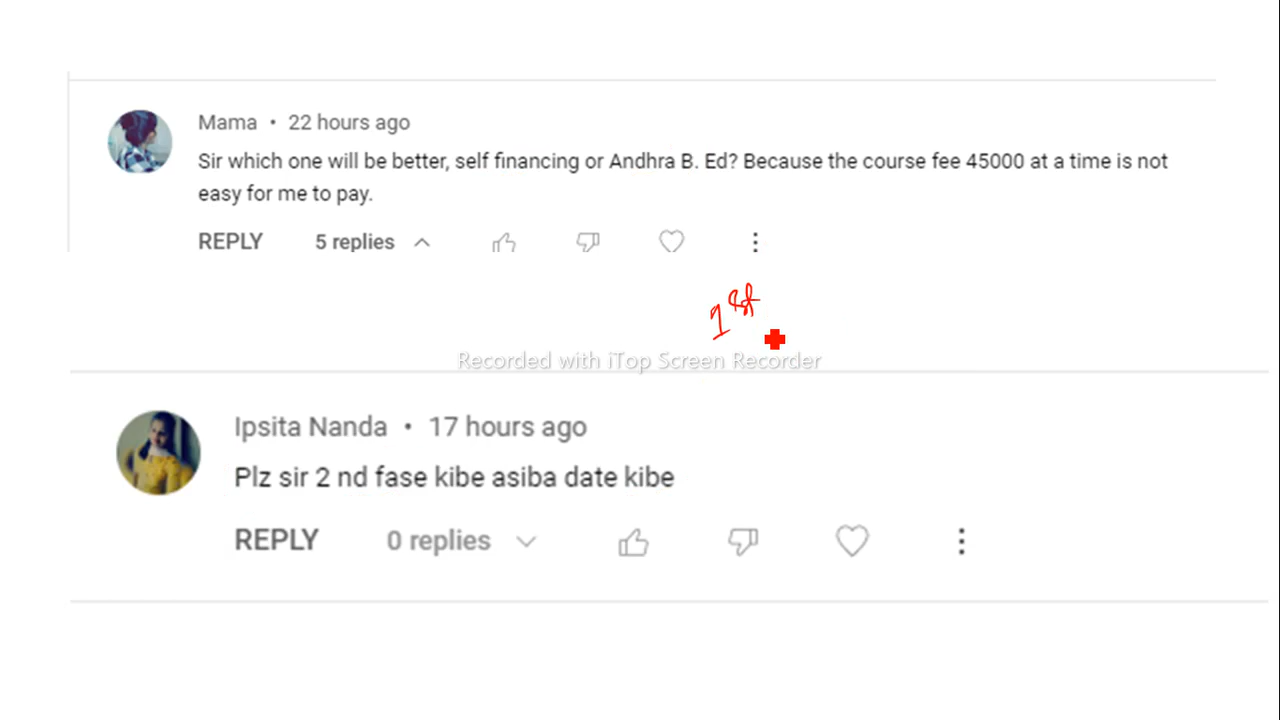 Mama • 22 hours ago
Sir which one will be better, self financing or Andhra B. Ed? Because the course fee 45000 at a time is not
easy for me to pay.
REPLY 5 replies
1st
Recorded with iTop Screen Recorder
Ipsita Nanda • 17 hours ago
Plz sir 2 nd fase kibe asiba date kibe
REPLY 0 replies